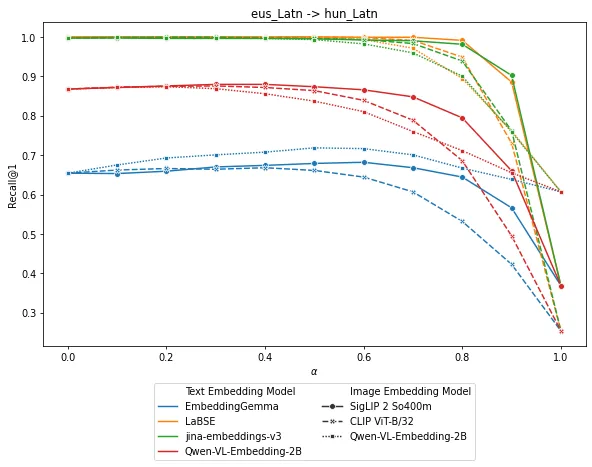 eus_Latn -> hun_Latn
Recall@1
1.0
0.9
0.8
0.7
0.6
0.5
0.4
0.3
0.0 0.2 0.4 0.6 0.8 1.0
α
Text Embedding Model Image Embedding Model
EmbeddingGemma SigLIP 2 So400m
LaBSE CLIP ViT-B/32
jina-embeddings-v3 Qwen-VL-Embedding-2B
Qwen-VL-Embedding-2B